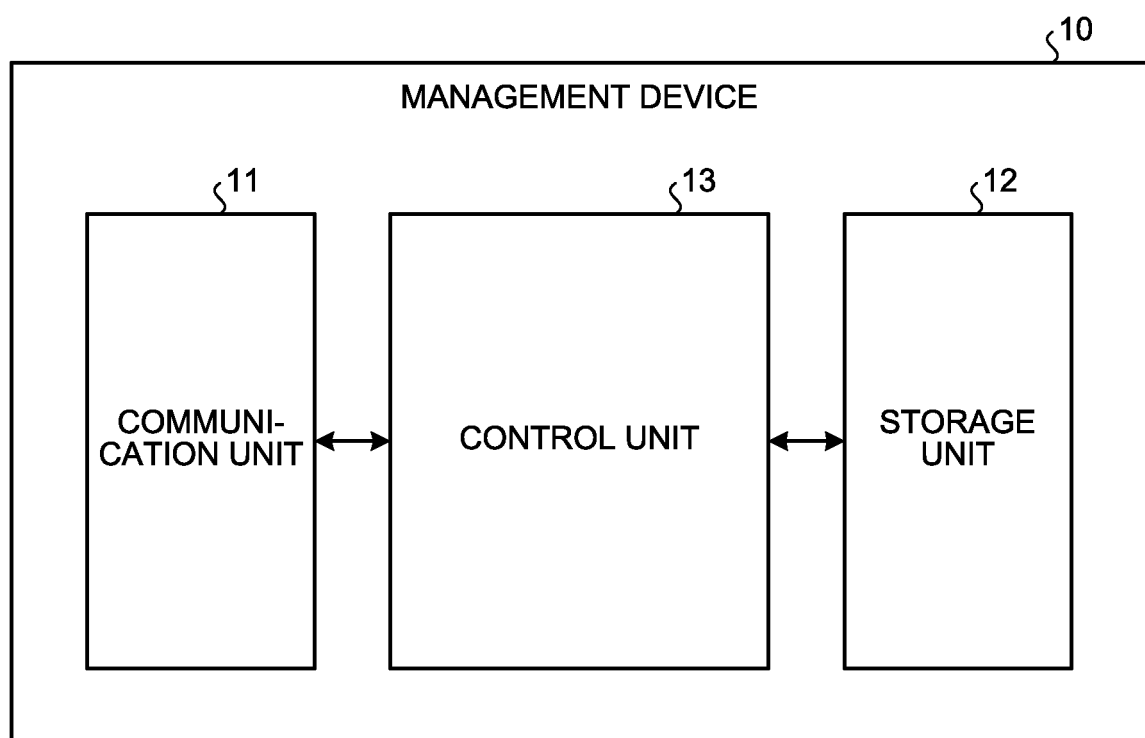 10
MANAGEMENT DEVICE
11
13
12
COMMUNI-
CATION UNIT
CONTROL UNIT
STORAGE
UNIT